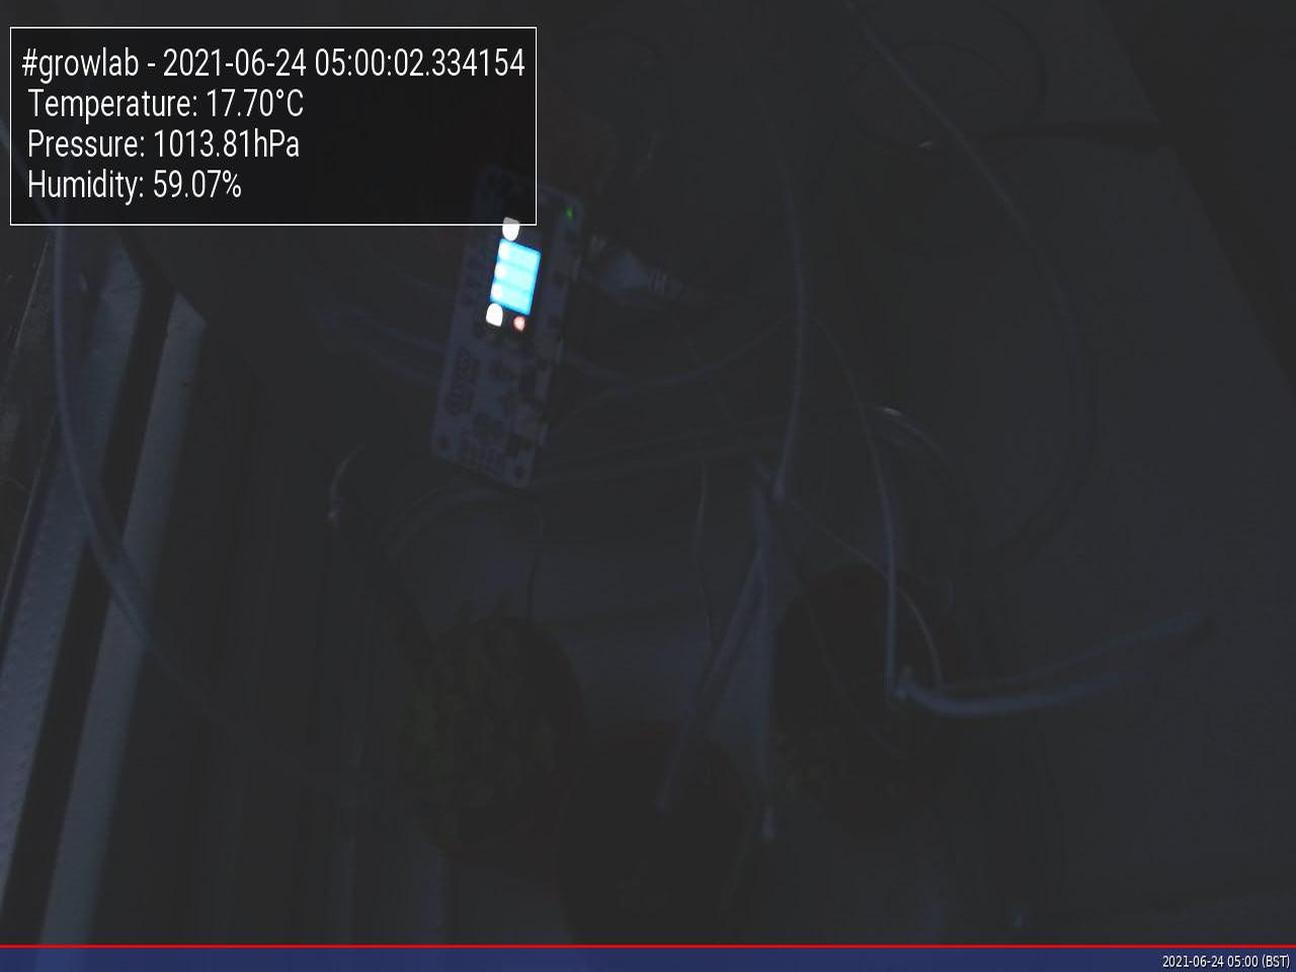 #growlab - 2021-06-24 05:00:02.334154
Temperature: 17.70°C
Pressure: 1013.81hPa
Humidity: 59.07%
2021-06-24 05:00 (BST)